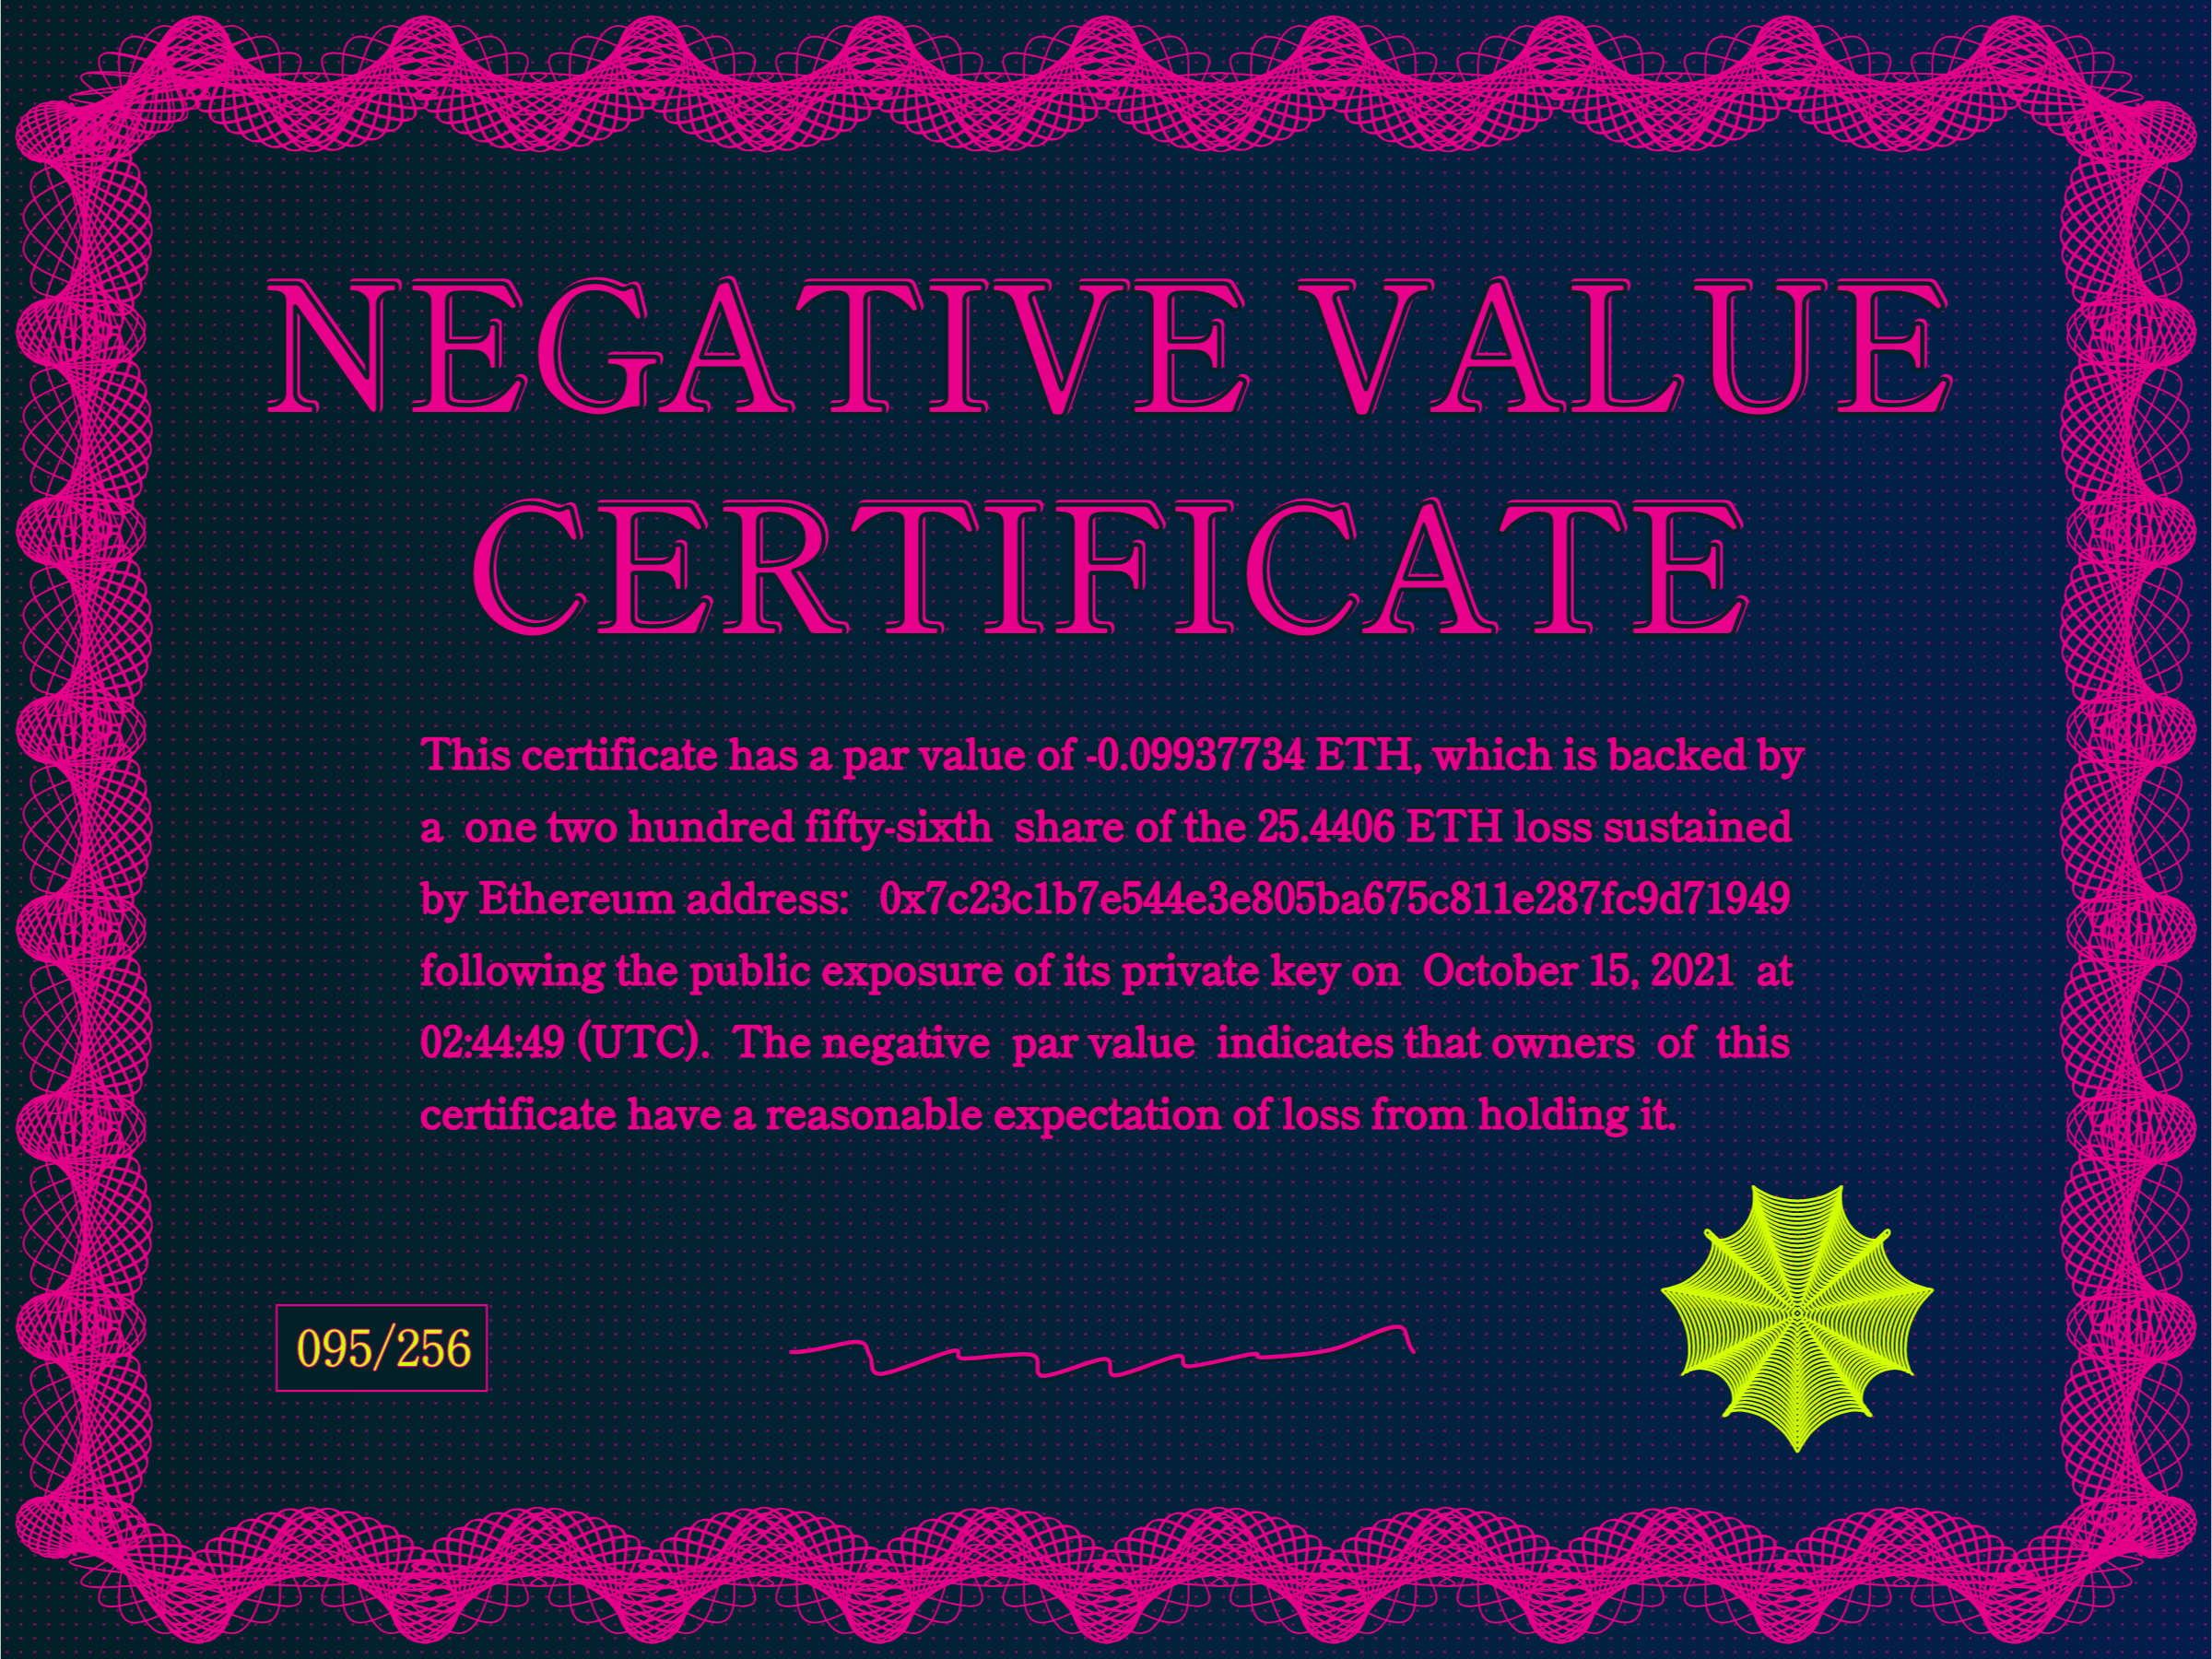 NEGATIVE VALUE
CERTIFICATE
This certificate has a par value of -0.09937734 ETH, which is backed by
a one two hundred fifty-sixth share of the 25.4406 ETH loss sustained
by Ethereum address: 0x7c23c1b7e544e3e805ba675c811e287fc9d71949
following the public exposure of its private key on October 15, 2021 at
02:44:49 (UTC). The negative par value indicates that owners of this
certificate have a reasonable expectation of loss from holding it.
095/256